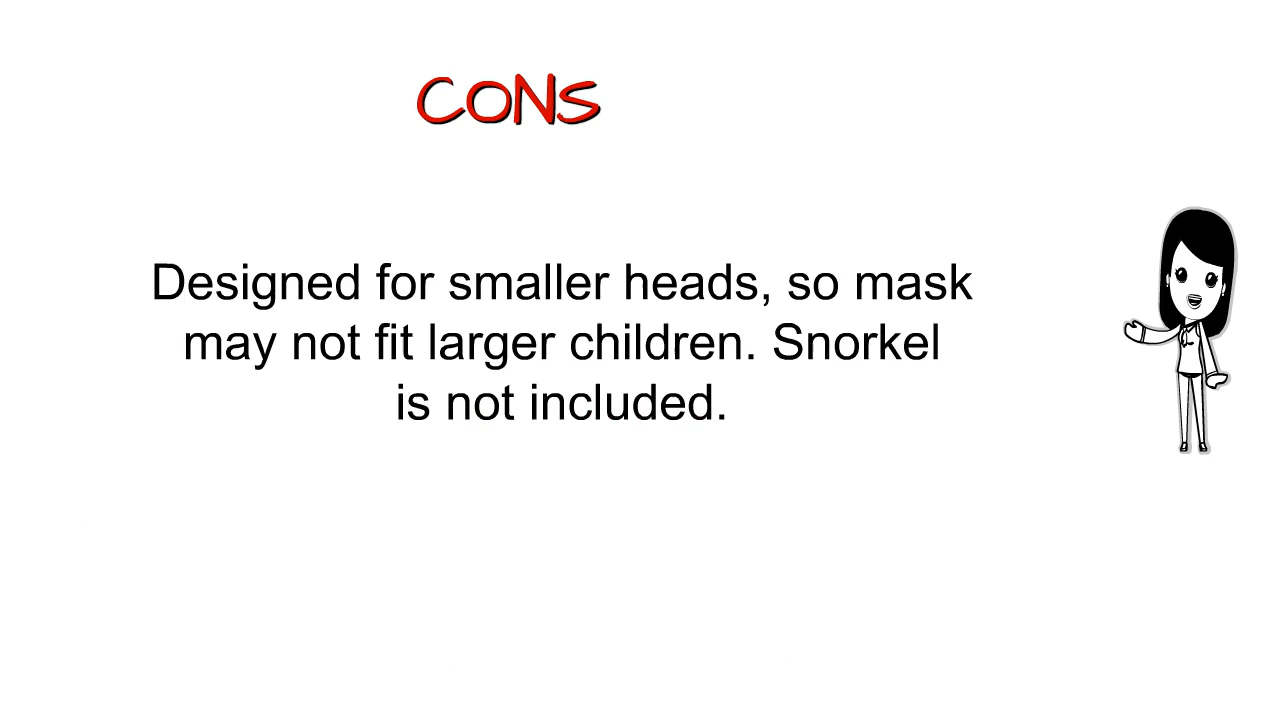 CONS
Designed for smaller heads, so mask
may not fit larger children. Snorkel
is not included.